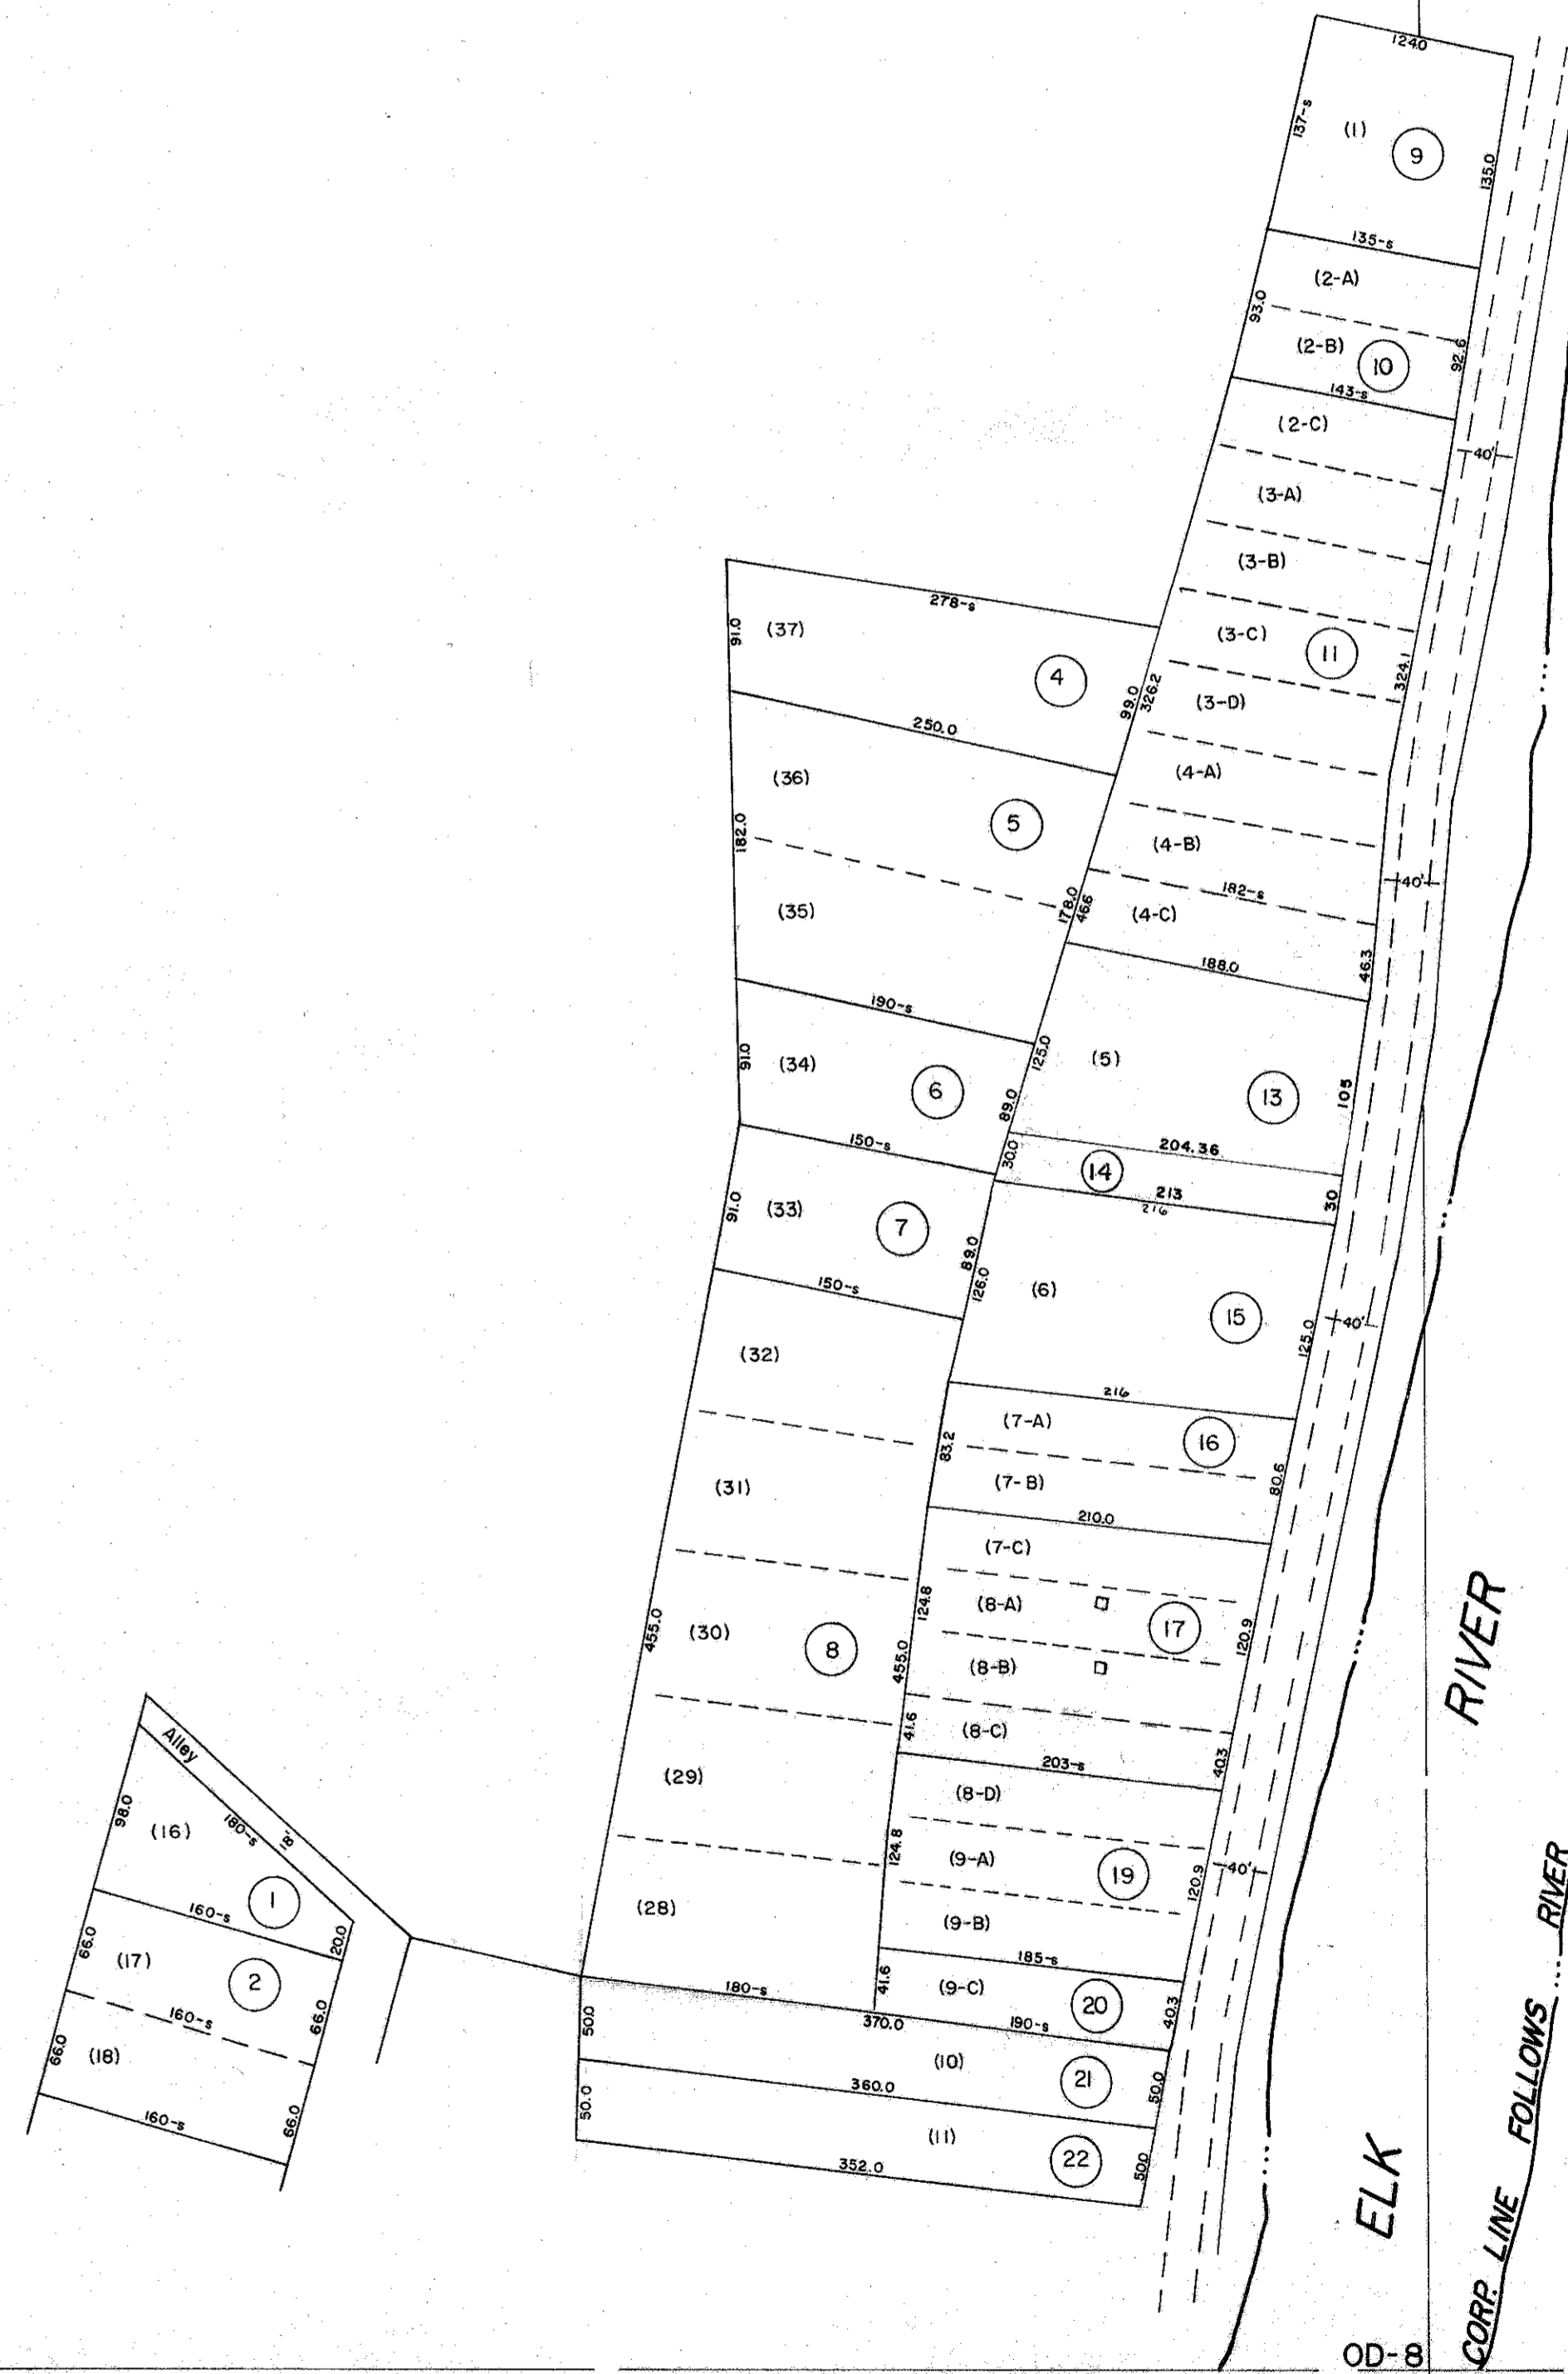 124.0
137-s
(1)
9
135.0
135-s
(2-A)
93.0
(2-B)
10
92.6
143-s
(2-C)
40'
(3-A)
(3-B)
278-s
91.0
(37)
(3-C)
11
324.1
4
99.0
326.2
(3-D)
250.0
(36)
(4-A)
5
182.0
(4-B)
40'
182-s
178.0
46.6
(35)
(4-C)
188.0
46.3
190-s
91.0
(34)
6
125.0
(5)
13
105
89.0
150-s
30.0
204.36
14
213
216
30
91.0
(33)
7
89.0
126.0
(6)
150-s
15
125.0
40'
(32)
216
(7-A)
16
83.2
(7-B)
80.6
(31)
210.0
(7-C)
124.8
(8-A)
17
120.9
455.0
(30)
8
455.0
(8-B)
RIVER
41.6
(8-C)
40.3
203-s
Alley
(29)
(8-D)
98.0
(16)
180-s
18'
124.8
(9-A)
19
120.9
40'
1
160-s
20.0
(28)
(9-B)
66.0
(17)
2
185-s
180-s
41.6
(9-C)
20
40.3
160-s
66.0
50.0
370.0
190-s
66.0
(18)
(10)
21
50.0
360.0
160-s
66.0
50.0
(11)
22
50.0
352.0
ELK
CORP. LINE FOLLOWS RIVER
OD-8